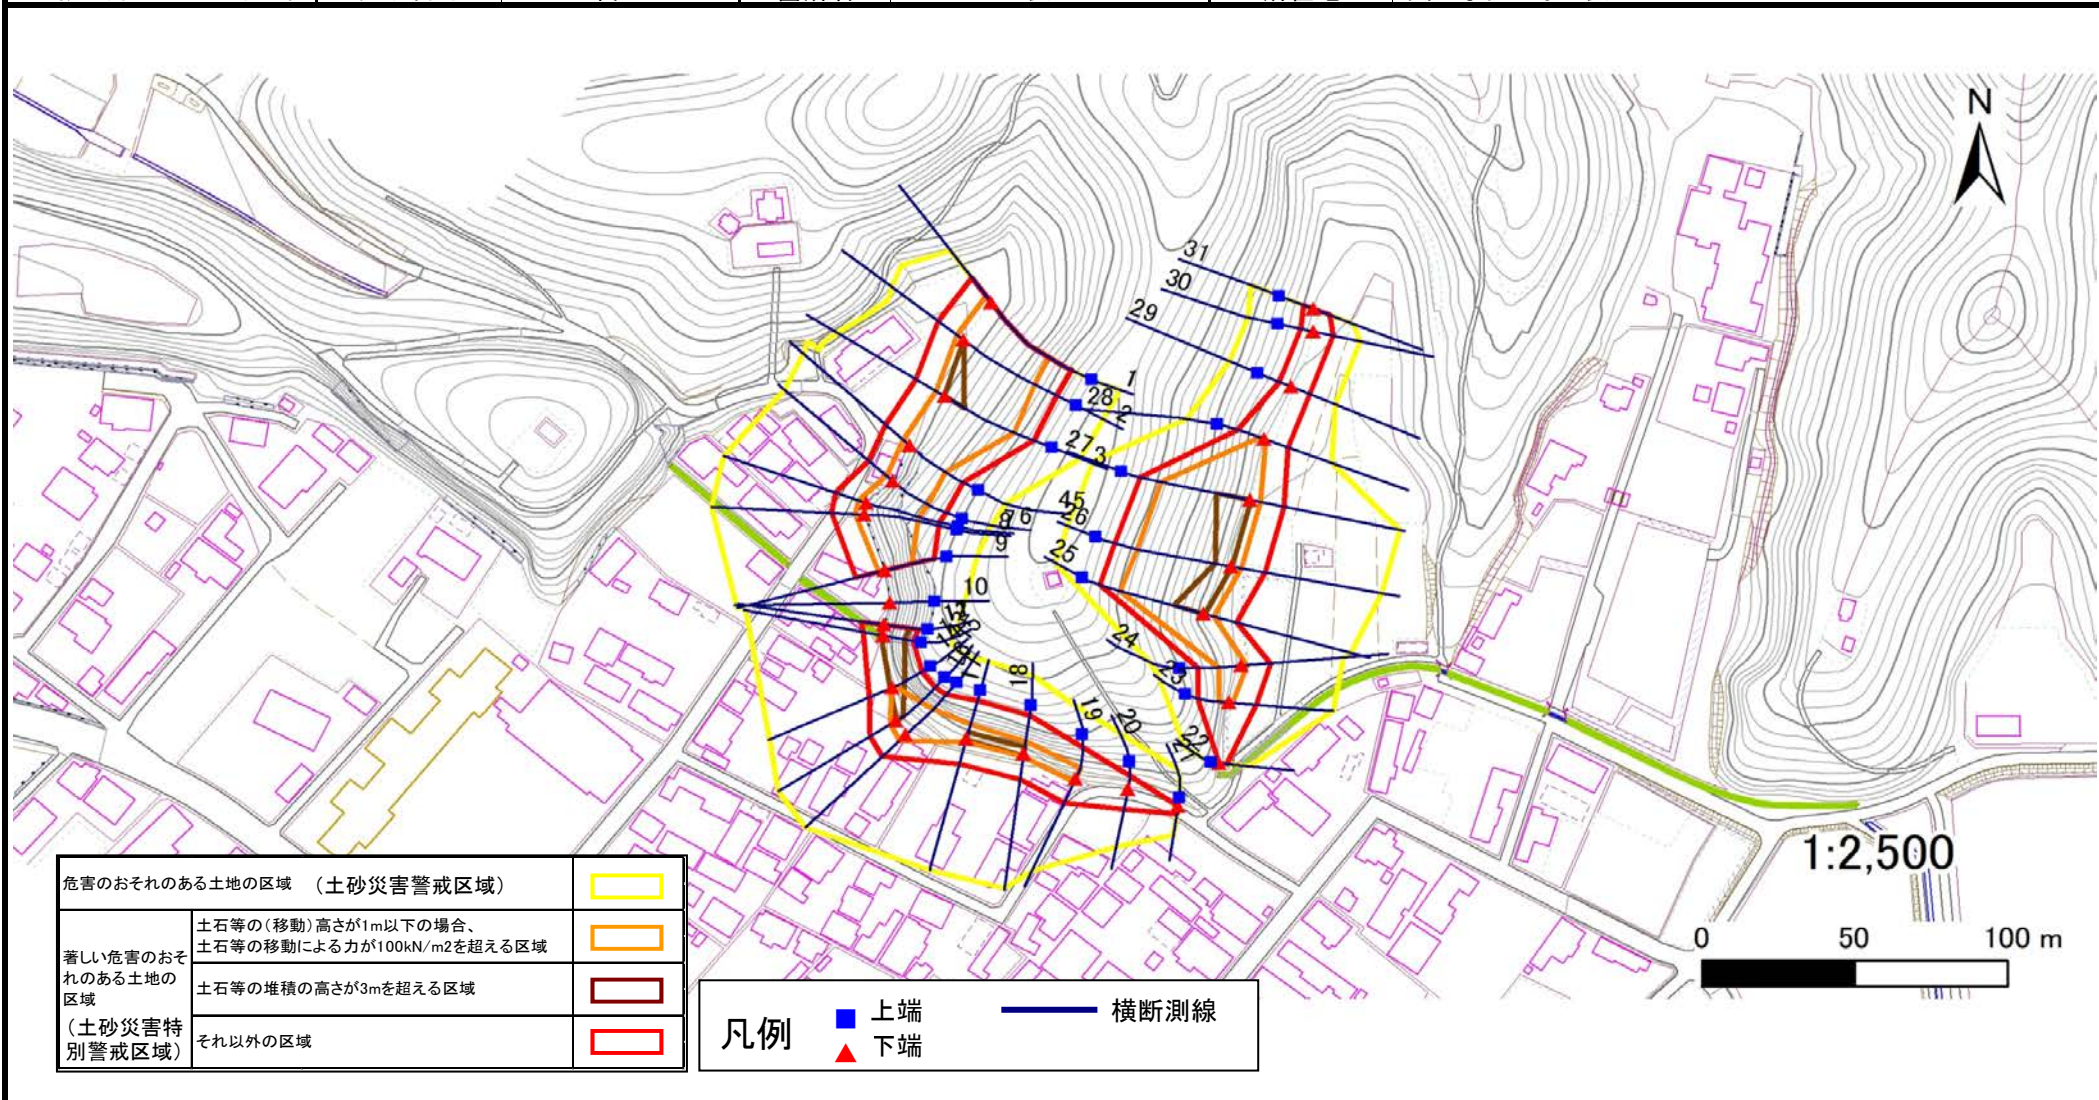 N
31
30
29
1
28
2
27
3
45
26
6
8
9
25
10
24
18
23
19
20
22
21
1:2,500
0 50 100 m
危害のおそれのある土地の区域 (土砂災害警戒区域)
著しい危害のおそ
れのある土地の
区域
(土砂災害特
別警戒区域)
土石等の(移動)高さが1m以下の場合、
土石等の移動による力が100kN/m2を超える区域
土石等の堆積の高さが3mを超える区域
それ以外の区域
凡例
上端
下端
横断測線